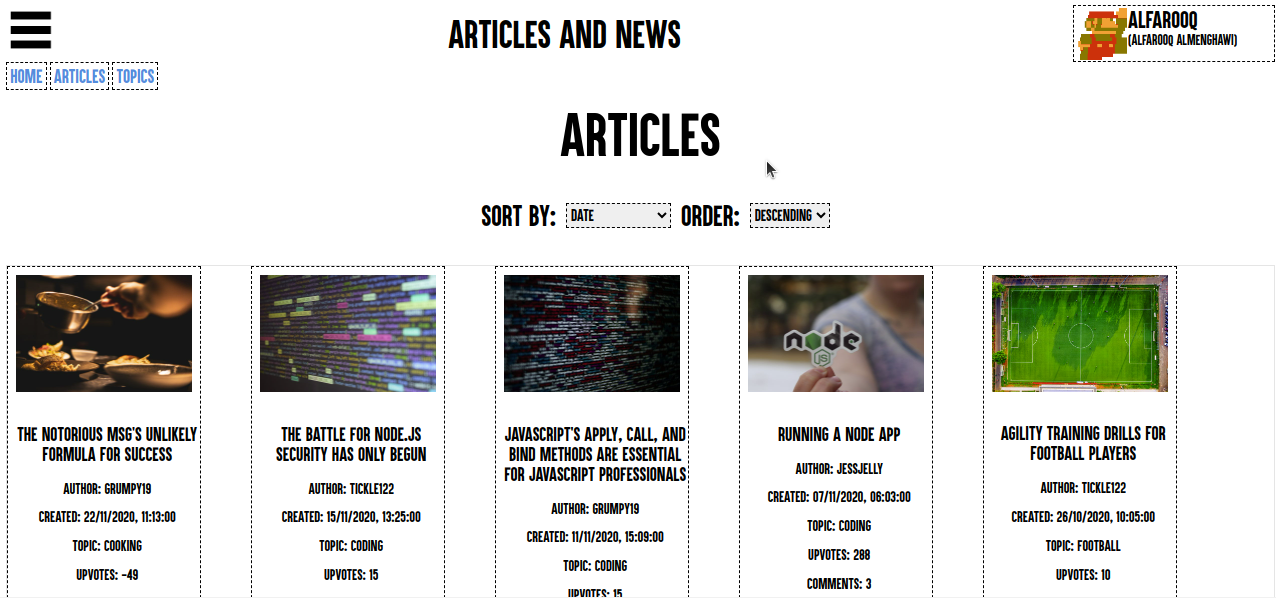 ARTICLES AND NEWS
ALFAROOQ
(ALFAROOQ ALMENGHAWI)
HOME
ARTICLES
TOPICS
ARTICLES
SORT BY: DATE ORDER: DESCENDING
THE NOTORIOUS MSG'S UNLIKELY
FORMULA FOR SUCCESS
AUTHOR: GRUMPY19
CREATED: 22/11/2020, 11:13:00
TOPIC: COOKING
UPVOTES: -49
THE BATTLE FOR NODE.JS
SECURITY HAS ONLY BEGUN
AUTHOR: TICKLE122
CREATED: 15/11/2020, 13:25:00
TOPIC: CODING
UPVOTES: 15
JAVASCRIPT'S APPLY, CALL, AND
BIND METHODS ARE ESSENTIAL
FOR JAVASCRIPT PROFESSIONALS
AUTHOR: GRUMPY19
CREATED: 11/11/2020, 15:09:00
TOPIC: CODING
UPVOTES: 15
node
JS
RUNNING A NODE APP
AUTHOR: JESSJELLY
CREATED: 07/11/2020, 06:03:00
TOPIC: CODING
UPVOTES: 288
COMMENTS: 3
AGILITY TRAINING DRILLS FOR
FOOTBALL PLAYERS
AUTHOR: TICKLE122
CREATED: 26/10/2020, 10:05:00
TOPIC: FOOTBALL
UPVOTES: 10